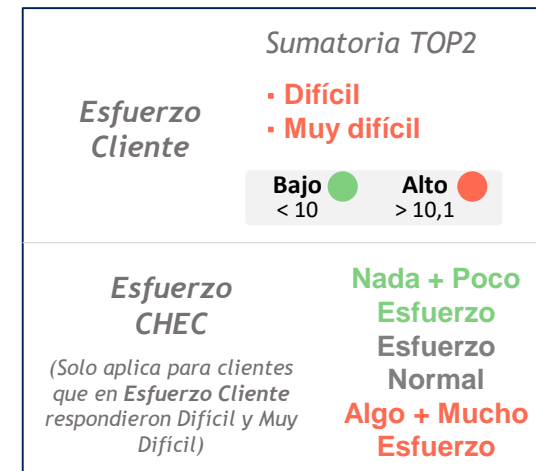 Sumatoria TOP2
Esfuerzo
Cliente
▪ Difícil
▪ Muy difícil
Bajo
< 10
Alto
> 10,1
Esfuerzo
CHEC
(Solo aplica para clientes
que en Esfuerzo Cliente
respondieron Difícil y Muy
Difícil)
Nada + Poco
Esfuerzo
Esfuerzo
Normal
Algo + Mucho
Esfuerzo